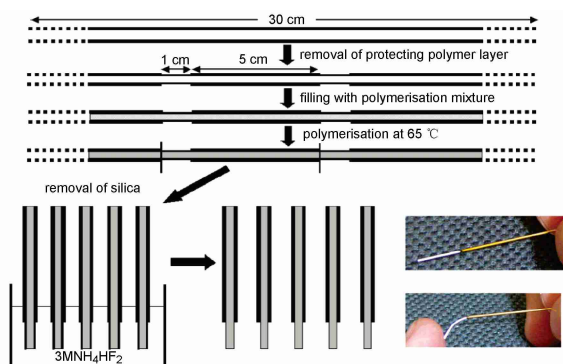 30 cm
removal of protecting polymer layer
1 cm
5 cm
filling with polymerisation mixture
polymerisation at 65 ℃
removal of silica
3MNH₄HF₂